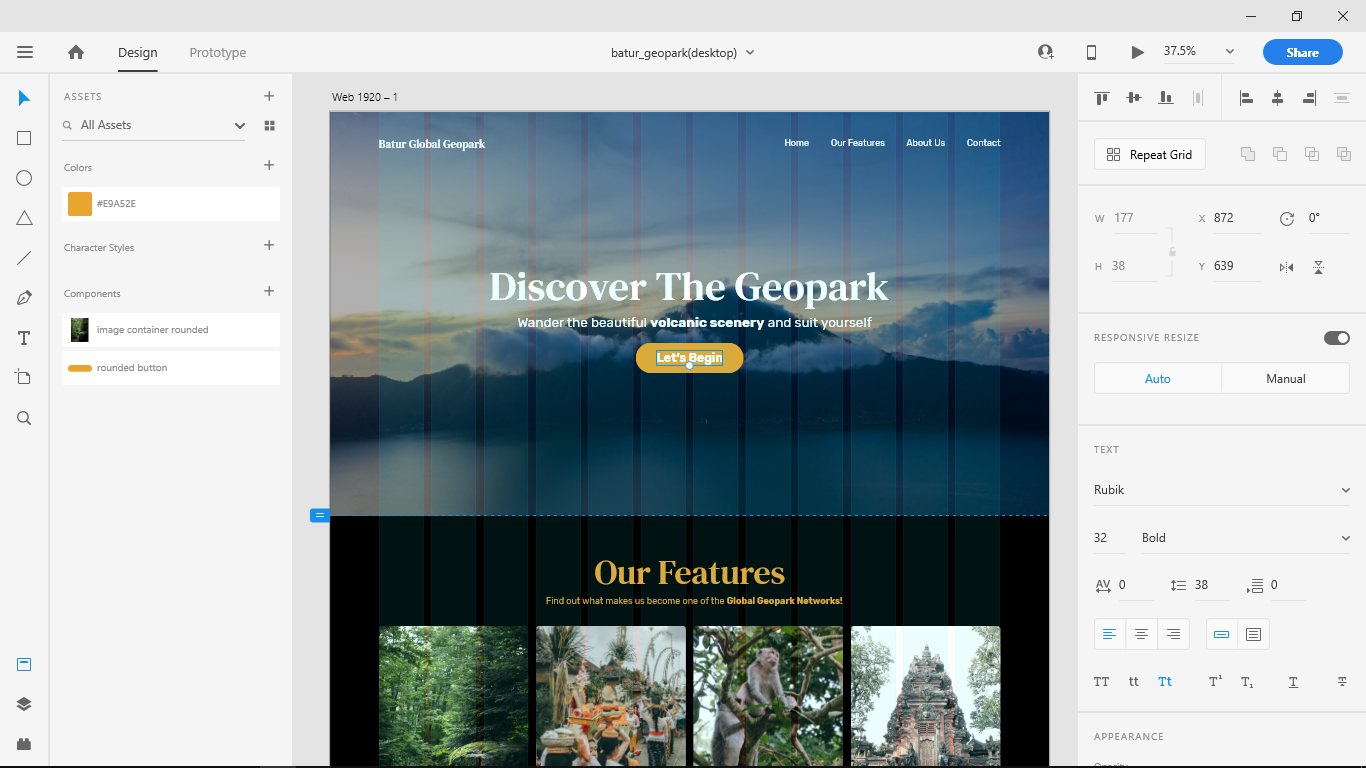 Design
Prototype
batur_geopark(desktop)
37.5%
Share
ASSETS
All Assets
Colors
#E9A52E
Character Styles
Components
image container rounded
rounded button
T
Web 1920 – 1
Batur Global Geopark
Home
Our Features
About Us
Contact
Discover The Geopark
Wander the beautiful volcanic scenery and suit yourself
Let's Begin
Our Features
Find out what makes us become one of the Global Geopark Networks!
Repeat Grid
W 177
X 872
0°
H 38
Y 639
RESPONSIVE RESIZE
Auto
Manual
TEXT
Rubik
32
Bold
AV 0
38
0
TT tt Tt T¹ T₁ T T
APPEARANCE
Opacity